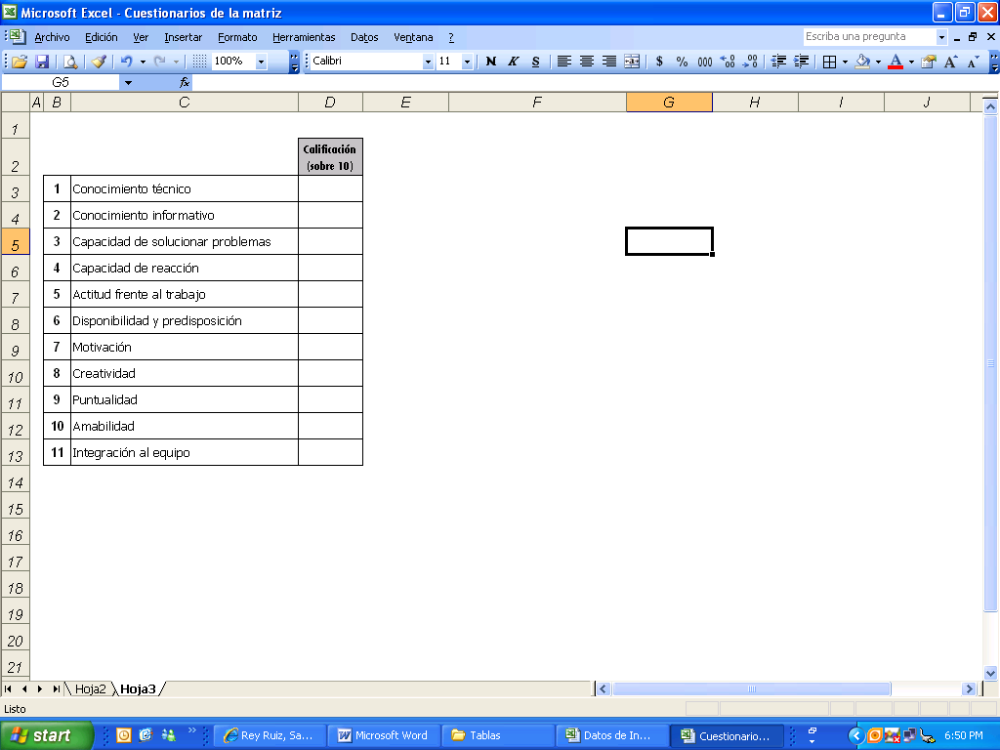 Microsoft Excel - Cuestionarios de la matriz
Archivo Edición Ver Insertar Formato Herramientas Datos Ventana ? Escriba una pregunta
100% Calibri 11 N K S $ % 000
G5 fx
A B C D E F G H I J
1
2 Calificación
(sobre 10)
3 1 Conocimiento técnico
4 2 Conocimiento informativo
5 3 Capacidad de solucionar problemas
6 4 Capacidad de reacción
7 5 Actitud frente al trabajo
8 6 Disponibilidad y predisposición
9 7 Motivación
10 8 Creatividad
11 9 Puntualidad
12 10 Amabilidad
13 11 Integración al equipo
14
15
16
17
18
19
20
21
Hoja2 Hoja3
Listo
start Rey Ruiz, Sa... Microsoft Word Tablas Datos de In... Cuestionario... 6:50 PM